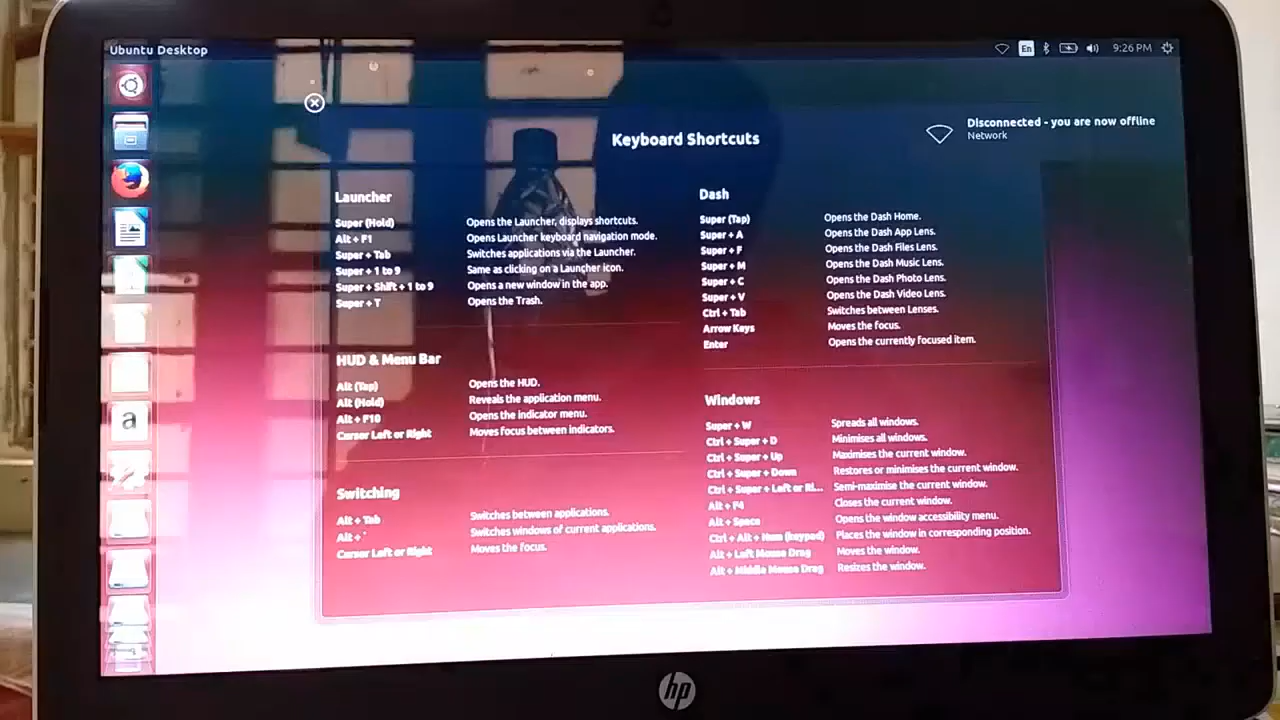 Ubuntu Desktop
En
9:26 PM
Disconnected - you are now offline
Network
Keyboard Shortcuts
Launcher
Super (Hold) Opens the Launcher, displays shortcuts.
Alt + F1 Opens Launcher keyboard navigation mode.
Super + Tab Switches applications via the Launcher.
Super + 1 to 9 Same as clicking on a Launcher icon.
Super + Shift + 1 to 9 Opens a new window in the app.
Super + T Opens the Trash.
HUD & Menu Bar
Alt (Tap) Opens the HUD.
Alt (Hold) Reveals the application menu.
Alt + F10 Opens the indicator menu.
Cursor Left or Right Moves focus between indicators.
Switching
Alt + Tab Switches between applications.
Alt + ` Switches windows of current applications.
Cursor Left or Right Moves the focus.
Dash
Super (Tap) Opens the Dash Home.
Super + A Opens the Dash App Lens.
Super + F Opens the Dash Files Lens.
Super + M Opens the Dash Music Lens.
Super + C Opens the Dash Photo Lens.
Super + V Opens the Dash Video Lens.
Ctrl + Tab Switches between Lenses.
Arrow Keys Moves the focus.
Enter Opens the currently focused item.
Windows
Super + W Spreads all windows.
Ctrl + Super + D Minimises all windows.
Ctrl + Super + Up Maximises the current window.
Ctrl + Super + Down Restores or minimises the current window.
Ctrl + Super + Left or Ri... Semi-maximise the current window.
Alt + F4 Closes the current window.
Alt + Space Opens the window accessibility menu.
Ctrl + Alt + Num (keypad) Places the window in corresponding position.
Alt + Left Mouse Drag Moves the window.
Alt + Middle Mouse Drag Resizes the window.
a
hp